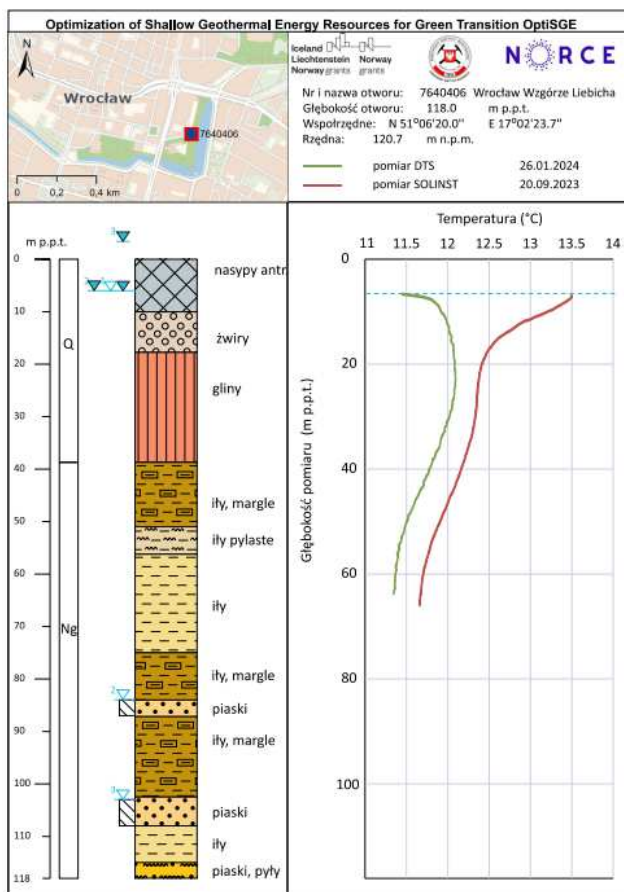 Optimization of Shallow Geothermal Energy Resources for Green Transition OptiSGE
N
Wrocław
7640406
0 0,2 0,4 km
Iceland
Liechtenstein Norway
Norway grants grants
NORCE
Nr i nazwa otworu: 7640406 Wrocław Wzgórze Liebicha
Głębokość otworu: 118.0 m p.p.t.
Wspołrzędne: N 51°06'20.0" E 17°02'23.7"
Rzędna: 120.7 m n.p.m.
pomiar DTS 26.01.2024
pomiar SOLINST 20.09.2023
m p.p.t.
0
10
20
30
40
50
60
70
80
90
100
110
118
Q
Ng
nasypy antr
żwiry
gliny
iły, margle
iły pylaste
iły
iły, margle
piaski
iły, margle
piaski
iły
piaski, pyły
Temperatura (°C)
11 11.5 12 12.5 13 13.5 14
Głębokość pomiaru (m p.p.t.)
0
20
40
60
80
100